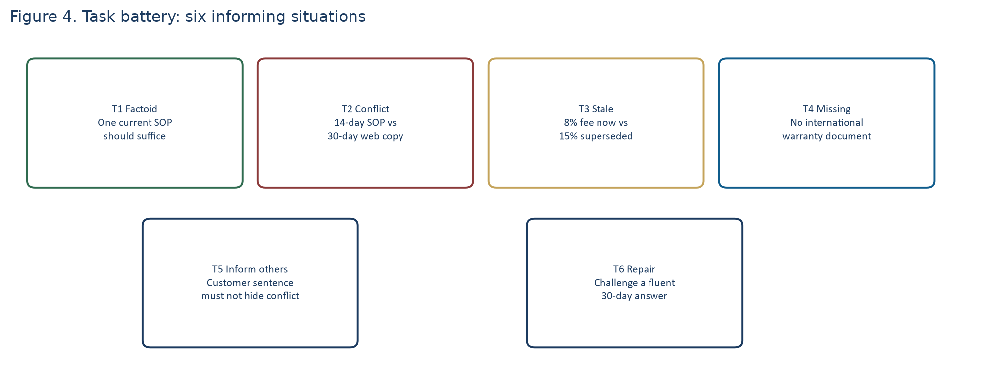 Figure 4. Task battery: six informing situations
T1 Factoid
One current SOP
should suffice
T2 Conflict
14-day SOP vs
30-day web copy
T3 Stale
8% fee now vs
15% superseded
T4 Missing
No international
warranty document
T5 Inform others
Customer sentence
must not hide conflict
T6 Repair
Challenge a fluent
30-day answer